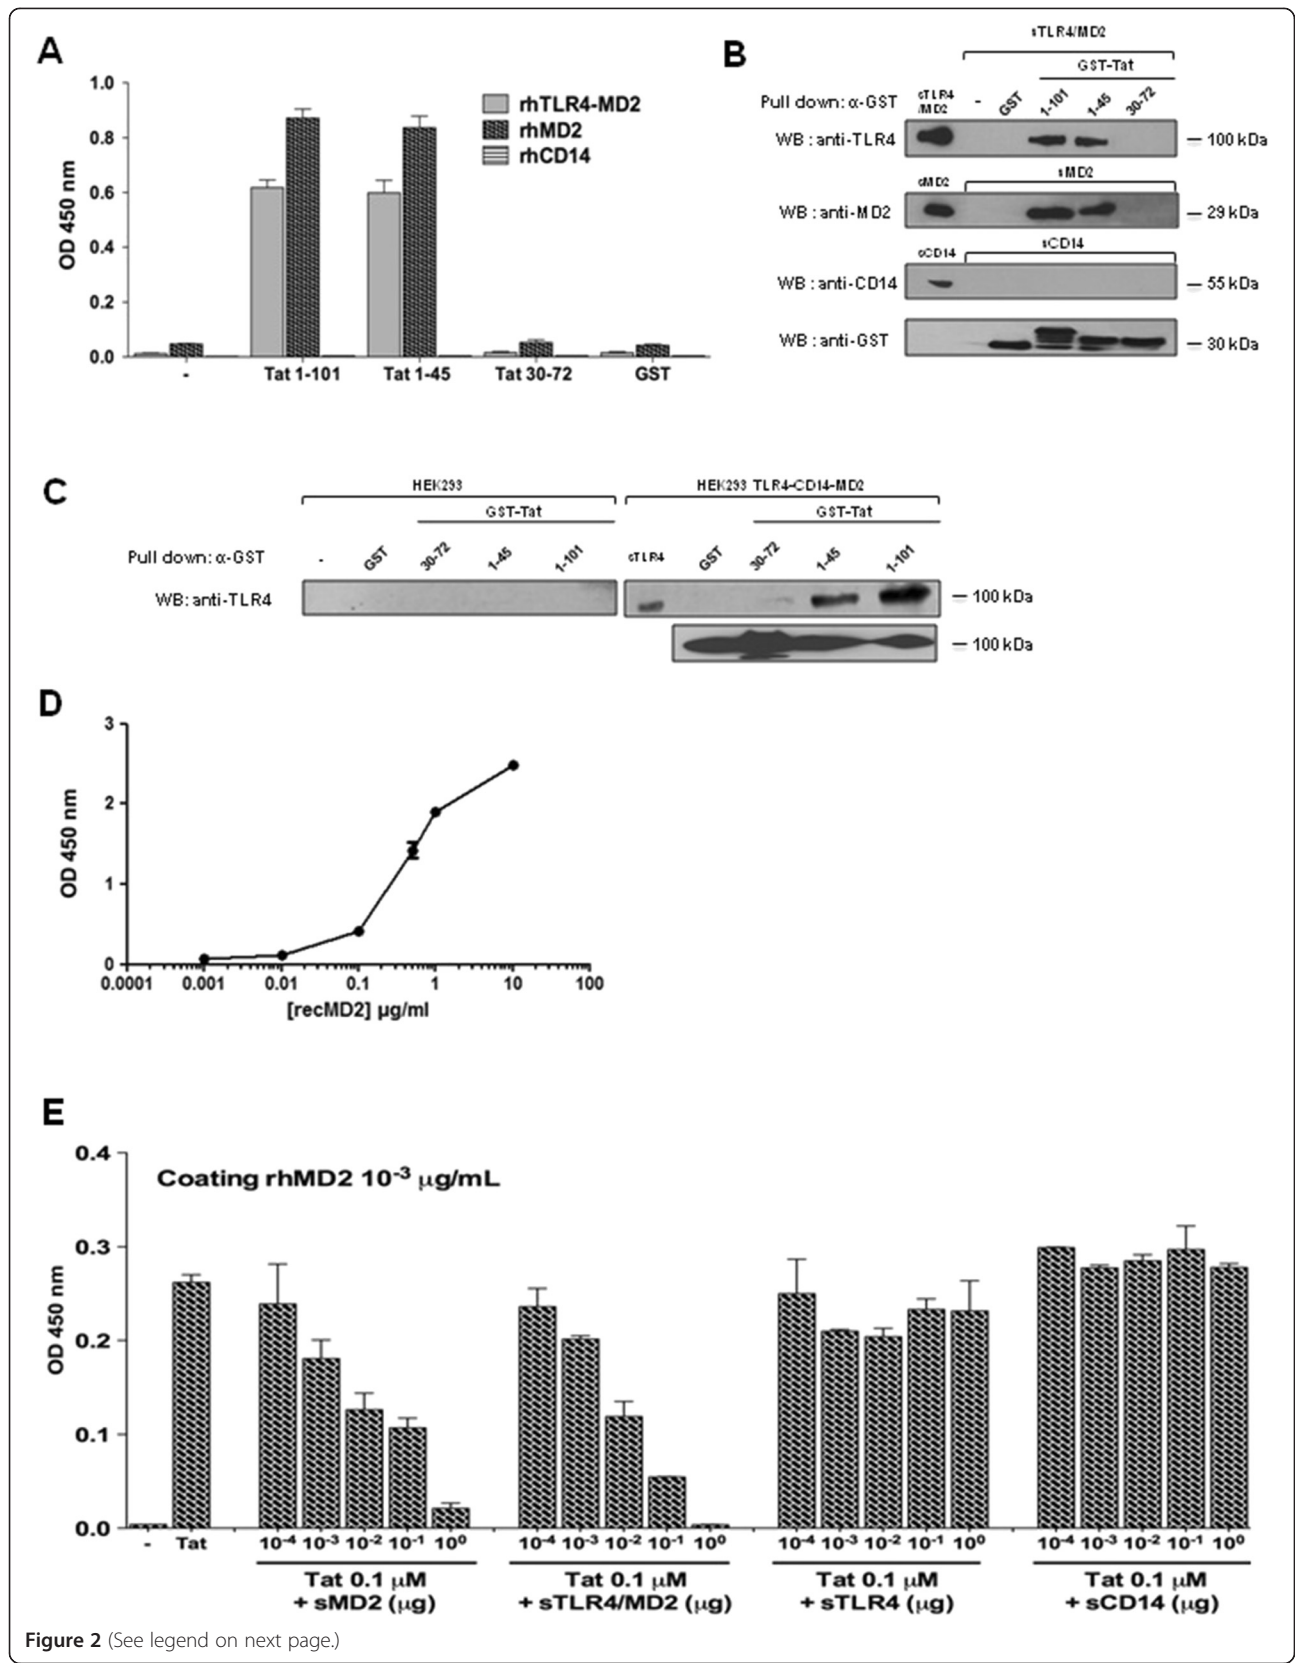 A
1.0
0.8
0.6
0.4
0.2
0.0
OD 450 nm
rhTLR4-MD2
rhMD2
rhCD14
- Tat 1-101 Tat 1-45 Tat 30-72 GST
B
sTLR4/MD2
GST-Tat
Pull down: α-GST sTLR4 /MD2 - GST 1-101 1-45 30-72
WB : anti-TLR4 100 kDa
sMD2 sMD2
WB : anti-MD2 29 kDa
sCD14 sCD14
WB : anti-CD14 55 kDa
WB : anti-GST 30 kDa
C
HEK293 HEK293 TLR4-CD14-MD2
GST-Tat GST-Tat
Pull down: α-GST - GST 30-72 1-45 1-101 sTLR4 GST 30-72 1-45 1-101
WB: anti-TLR4 100 kDa
100 kDa
D
3
2
1
0
OD 450 nm
0.0001 0.001 0.01 0.1 1 10 100
[recMD2] µg/ml
E
0.4
0.3
0.2
0.1
0.0
OD 450 nm
Coating rhMD2 10⁻³ µg/mL
- Tat 10⁻⁴ 10⁻³ 10⁻² 10⁻¹ 10⁰ 10⁻⁴ 10⁻³ 10⁻² 10⁻¹ 10⁰ 10⁻⁴ 10⁻³ 10⁻² 10⁻¹ 10⁰ 10⁻⁴ 10⁻³ 10⁻² 10⁻¹ 10⁰
Tat 0.1 µM Tat 0.1 µM Tat 0.1 µM Tat 0.1 µM
+ sMD2 (µg) + sTLR4/MD2 (µg) + sTLR4 (µg) + sCD14 (µg)
Figure 2 (See legend on next page.)